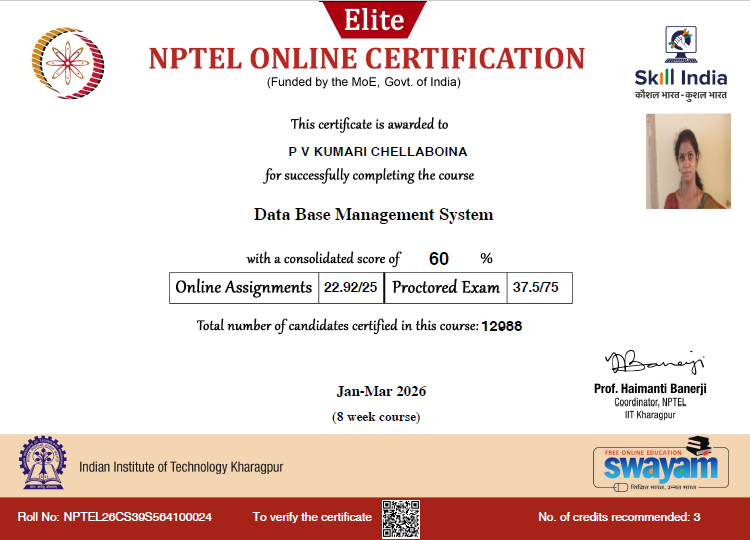 Elite
NPTEL ONLINE CERTIFICATION
(Funded by the MoE, Govt. of India)
Skill India
कौशल भारत - कुशल भारत
This certificate is awarded to
P V KUMARI CHELLABOINA
for successfully completing the course
Data Base Management System
with a consolidated score of 60 %
Online Assignments 22.92/25 Proctored Exam 37.5/75
Total number of candidates certified in this course: 12988
Jan-Mar 2026
(8 week course)
Prof. Haimanti Banerji
Coordinator, NPTEL
IIT Kharagpur
Indian Institute of Technology Kharagpur
FREE ONLINE EDUCATION
swayam
शिक्षित भारत, उन्नत भारत
Roll No: NPTEL26CS39S564100024 To verify the certificate No. of credits recommended: 3